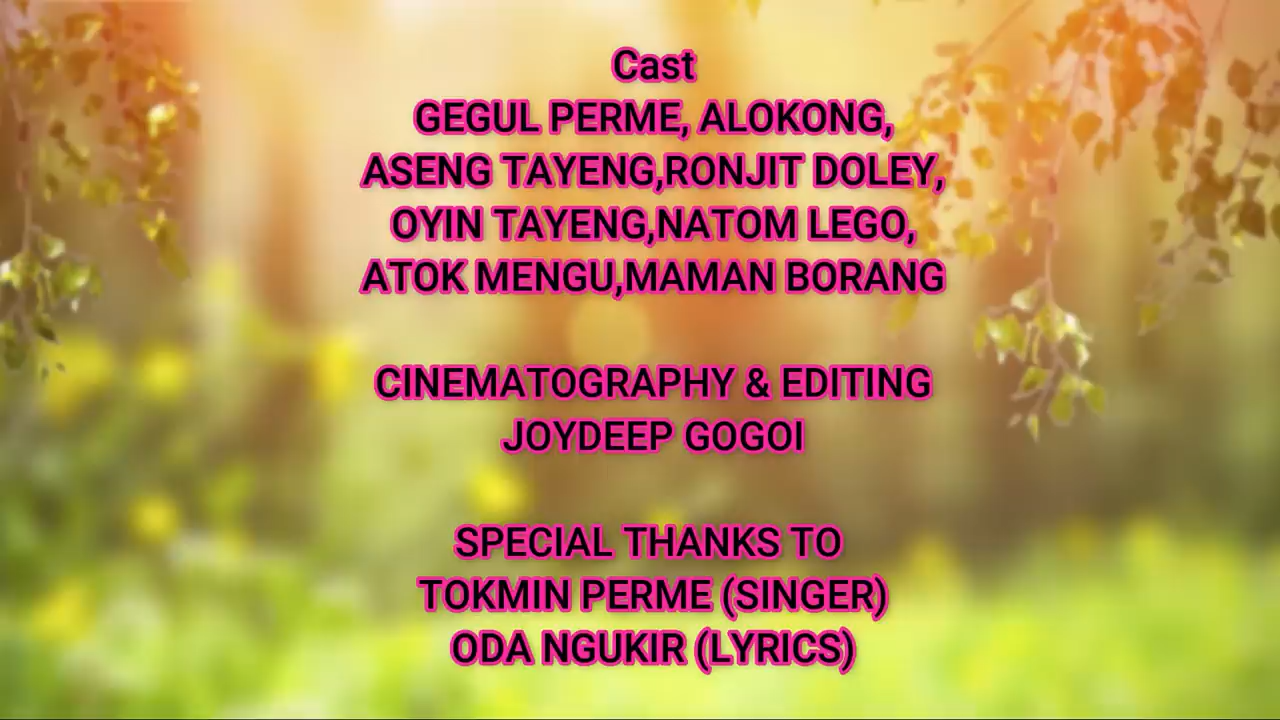 Cast
GEGUL PERME, ALOKONG,
ASENG TAYENG,RONJIT DOLEY,
OYIN TAYENG,NATOM LEGO,
ATOK MENGU,MAMAN BORANG
CINEMATOGRAPHY & EDITING
JOYDEEP GOGOI
SPECIAL THANKS TO
TOKMIN PERME (SINGER)
ODA NGUKIR (LYRICS)